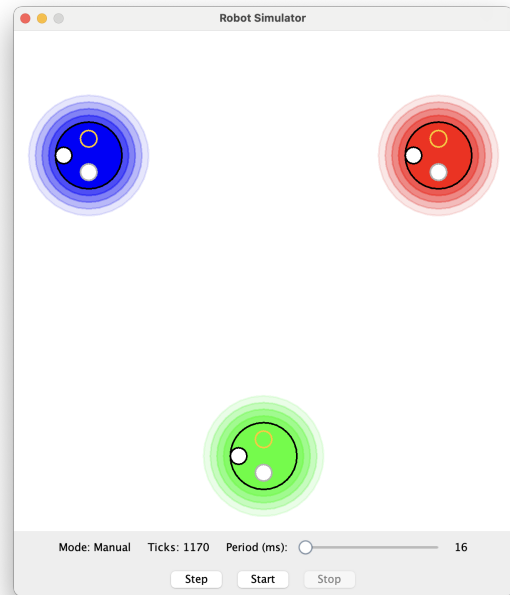 Robot Simulator
Mode: Manual Ticks: 1170 Period (ms): 16
Step Start Stop